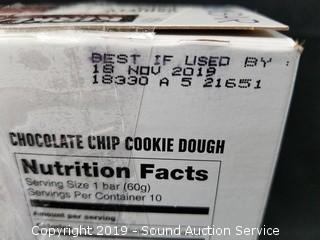 BEST IF USED BY :
18 NOV 2019
18330 A 5 21651
CHOCOLATE CHIP COOKIE DOUGH
Nutrition Facts
Serving Size 1 bar (60g)
Servings Per Container 10
Amount per serving
Copyright 2019 - Sound Auction Service